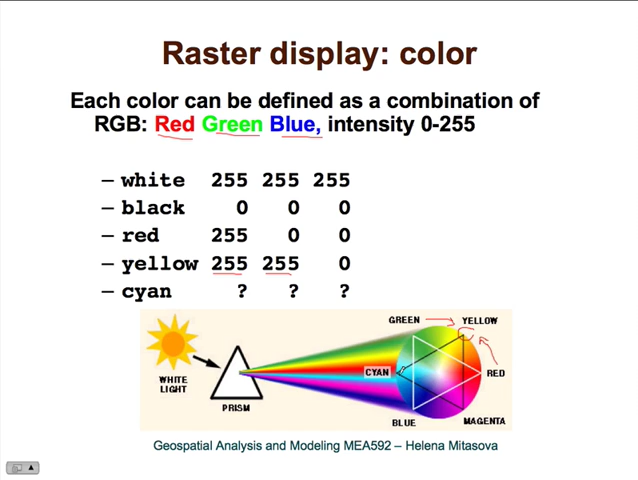 Raster display: color
Each color can be defined as a combination of
RGB: Red Green Blue, intensity 0-255
– white 255 255 255
– black 0 0 0
– red 255 0 0
– yellow 255 255 0
– cyan ? ? ?
GREEN YELLOW
CYAN RED
WHITE
LIGHT
PRISM
BLUE MAGENTA
Geospatial Analysis and Modeling MEA592 – Helena Mitasova